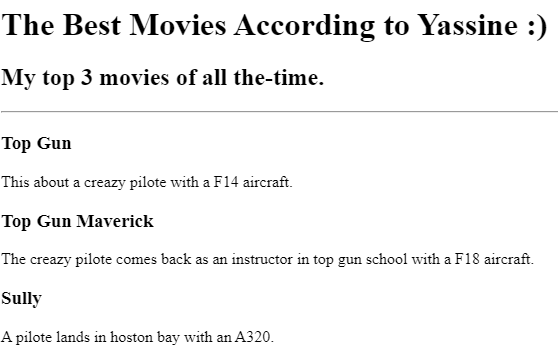 The Best Movies According to Yassine :)
My top 3 movies of all the-time.
Top Gun
This about a creazy pilote with a F14 aircraft.
Top Gun Maverick
The creazy pilote comes back as an instructor in top gun school with a F18 aircraft.
Sully
A pilote lands in hoston bay with an A320.